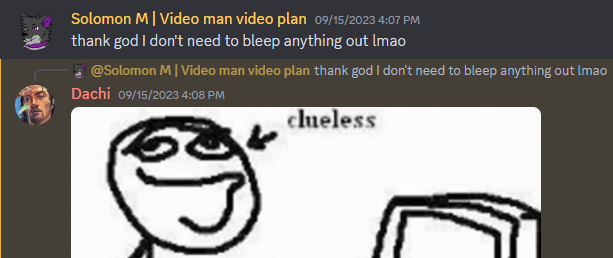 Solomon M | Video man video plan 09/15/2023 4:07 PM
thank god I don't need to bleep anything out lmao
@Solomon M | Video man video plan thank god I don't need to bleep anything out lmao
Dachi 09/15/2023 4:08 PM
clueless